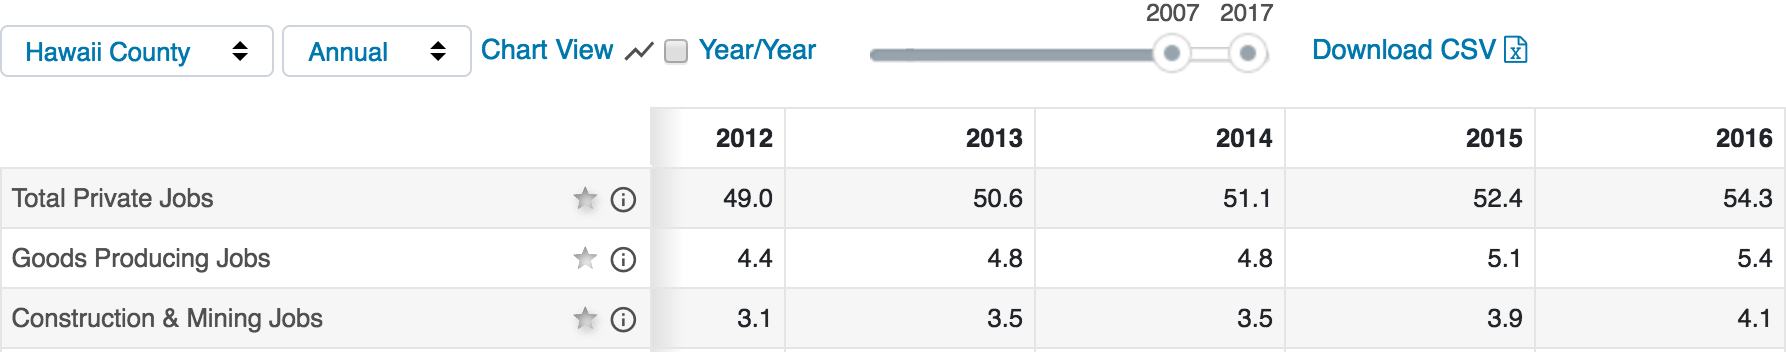 2007 2017
Hawaii County Annual Chart View Year/Year Download CSV
2012 2013 2014 2015 2016
Total Private Jobs 49.0 50.6 51.1 52.4 54.3
Goods Producing Jobs 4.4 4.8 4.8 5.1 5.4
Construction & Mining Jobs 3.1 3.5 3.5 3.9 4.1